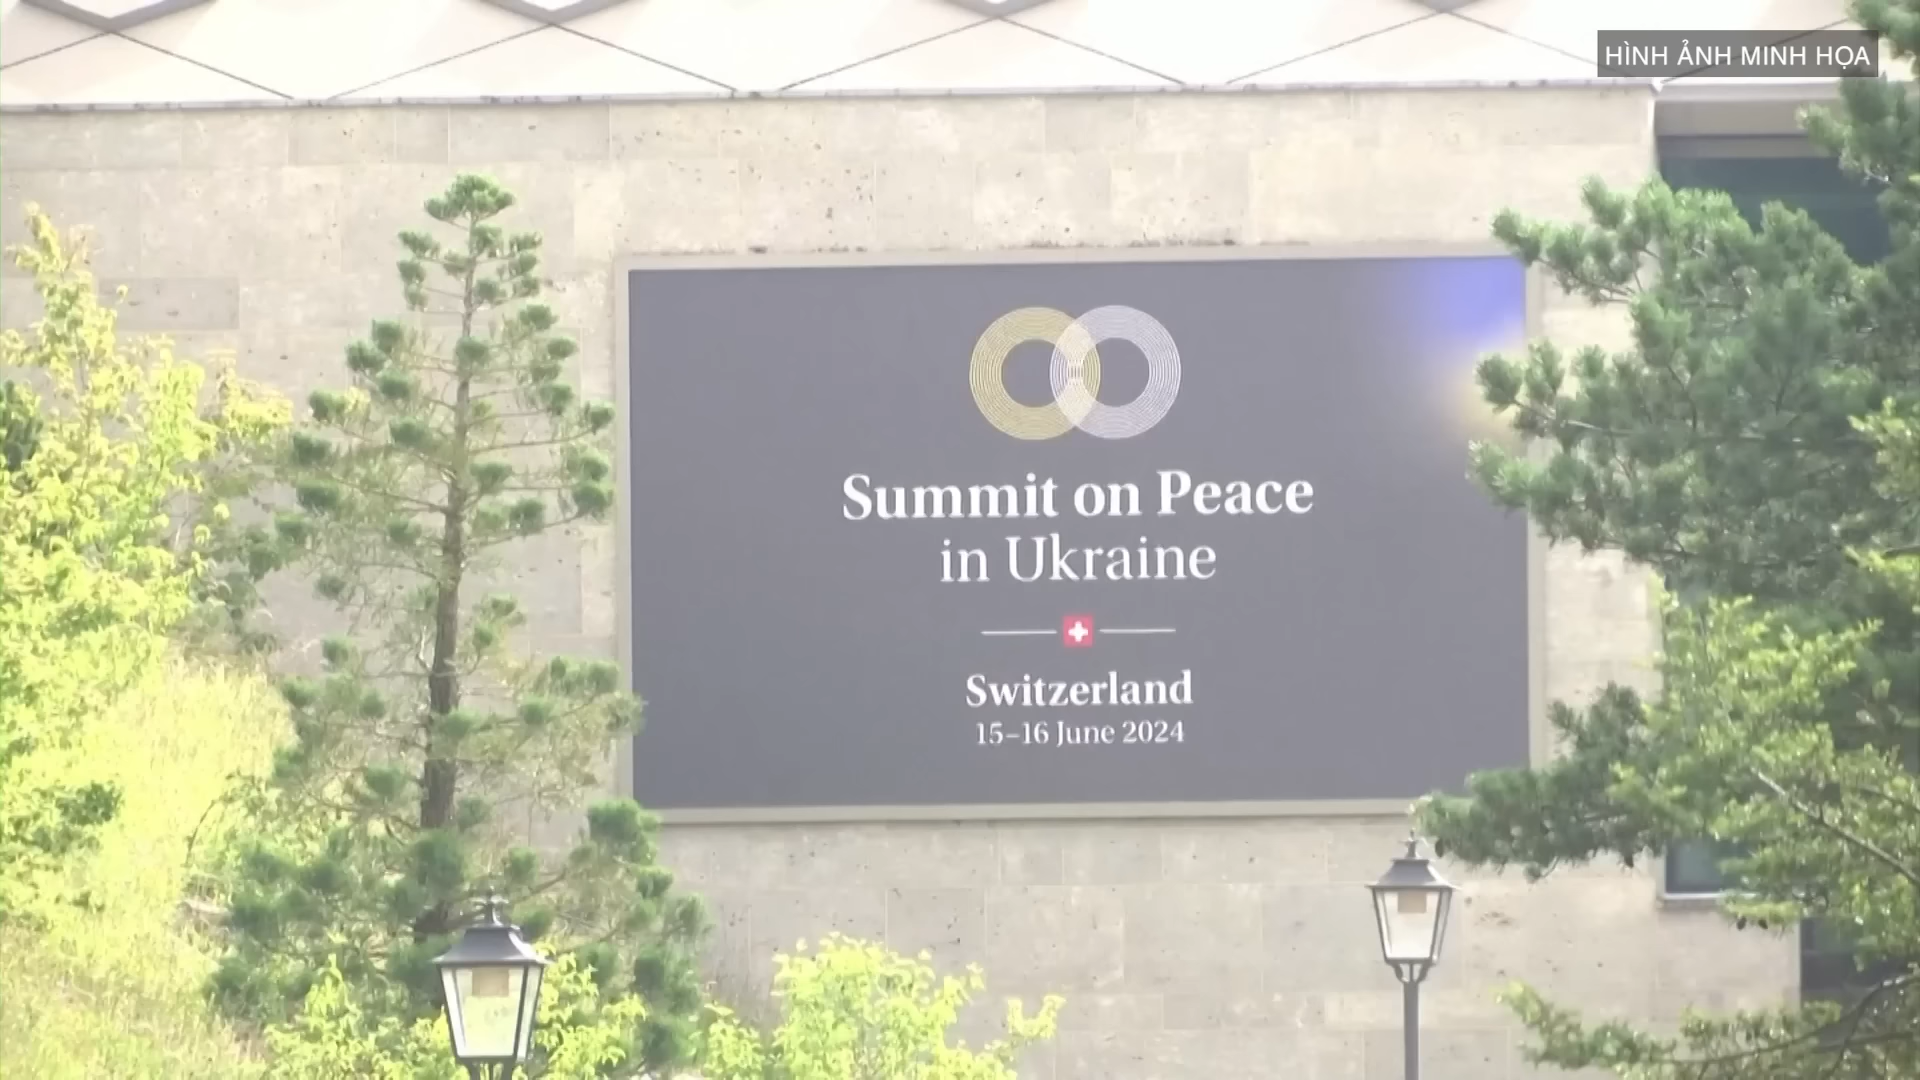 HÌNH ẢNH MINH HỌA
Summit on Peace
in Ukraine
Switzerland
15–16 June 2024